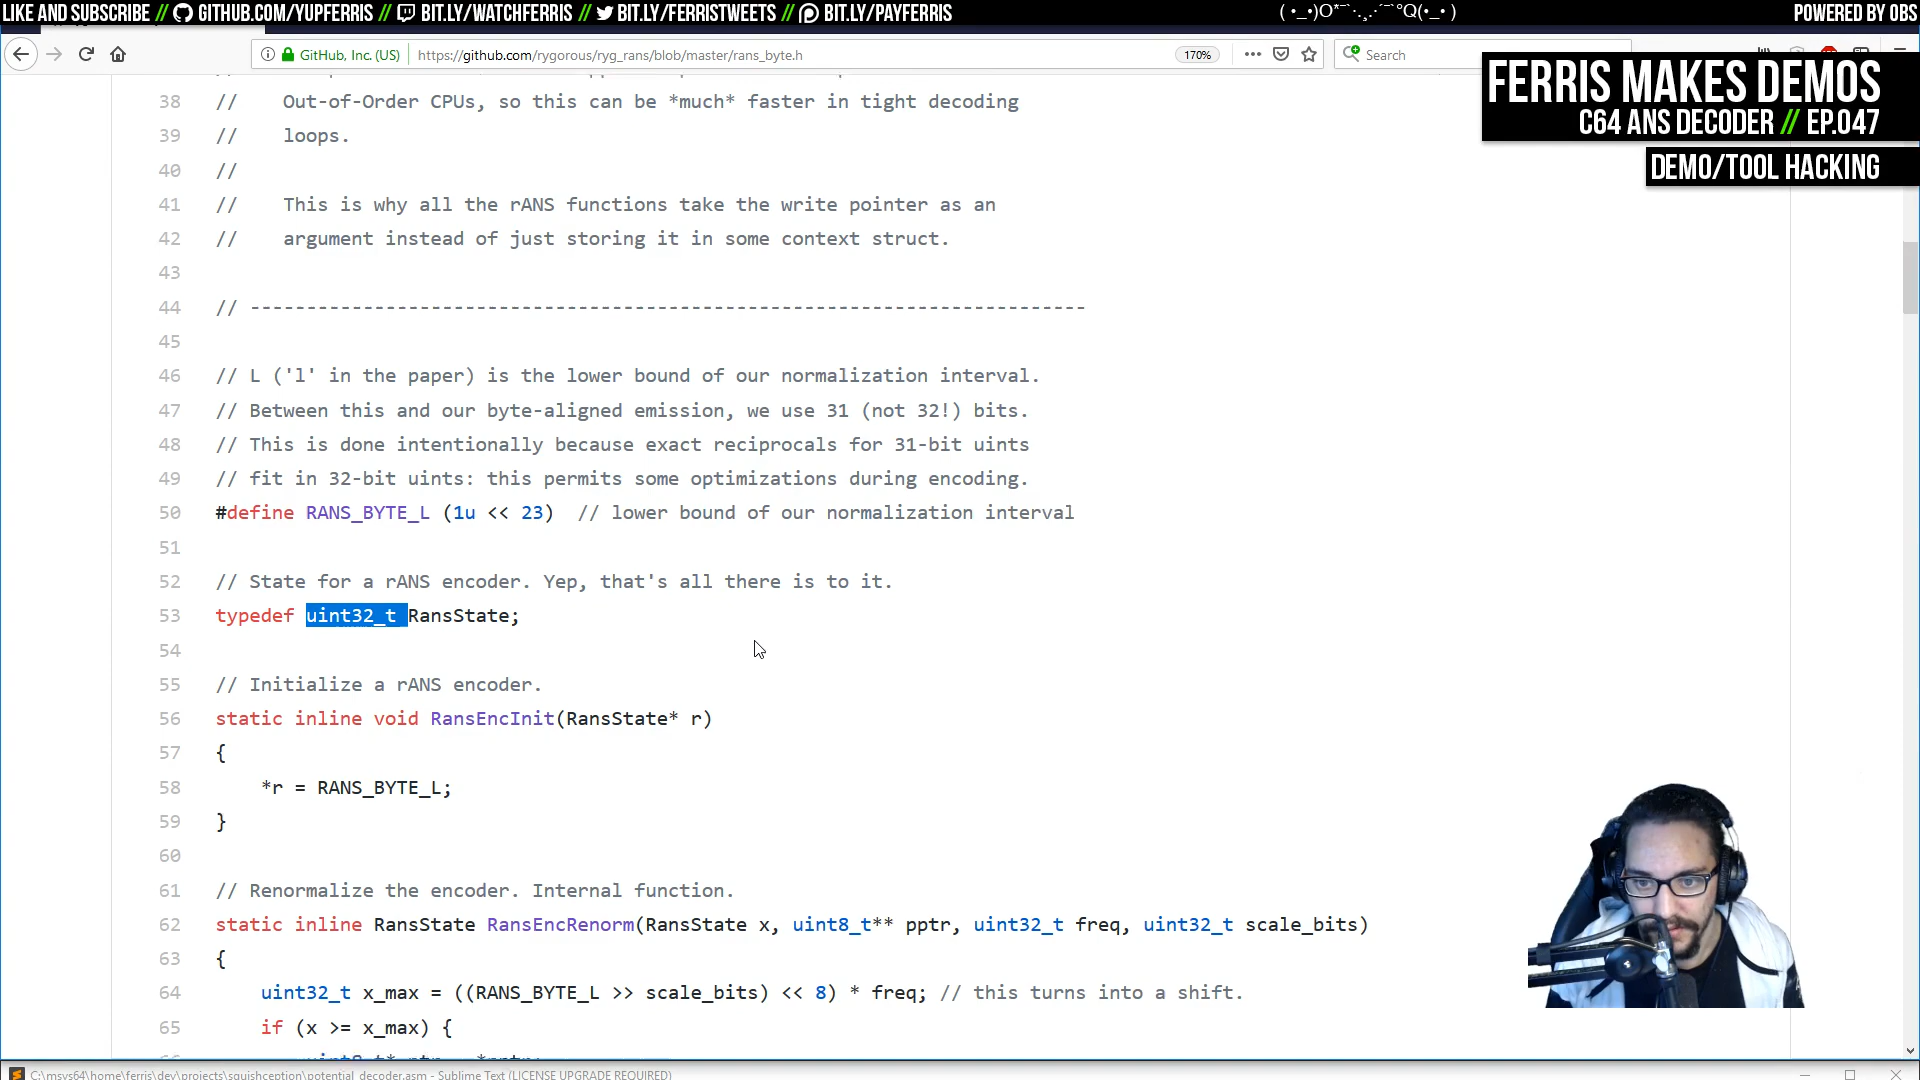 LIKE AND SUBSCRIBE // GITHUB.COM/YUPFERRIS // BIT.LY/WATCHFERRIS // BIT.LY/FERRISTWEETS // BIT.LY/PAYFERRIS
POWERED BY OBS
GitHub, Inc. (US) https://github.com/rygorous/ryg_rans/blob/master/rans_byte.h 170% Search
FERRIS MAKES DEMOS
C64 ANS DECODER // EP.047
DEMO/TOOL HACKING
38 // Out-of-Order CPUs, so this can be *much* faster in tight decoding
39 // loops.
40 //
41 // This is why all the rANS functions take the write pointer as an
42 // argument instead of just storing it in some context struct.
43
44 // --------------------------------------------------------------------------
45
46 // L ('l' in the paper) is the lower bound of our normalization interval.
47 // Between this and our byte-aligned emission, we use 31 (not 32!) bits.
48 // This is done intentionally because exact reciprocals for 31-bit uints
49 // fit in 32-bit uints: this permits some optimizations during encoding.
50 #define RANS_BYTE_L (1u << 23) // lower bound of our normalization interval
51
52 // State for a rANS encoder. Yep, that's all there is to it.
53 typedef uint32_t RansState;
54
55 // Initialize a rANS encoder.
56 static inline void RansEncInit(RansState* r)
57 {
58 *r = RANS_BYTE_L;
59 }
60
61 // Renormalize the encoder. Internal function.
62 static inline RansState RansEncRenorm(RansState x, uint8_t** pptr, uint32_t freq, uint32_t scale_bits)
63 {
64 uint32_t x_max = ((RANS_BYTE_L >> scale_bits) << 8) * freq; // this turns into a shift.
65 if (x >= x_max) {
C:\msys64\home\ferris\dev\projects\squishception\potential_decoder.asm - Sublime Text (LICENSE UPGRADE REQUIRED)